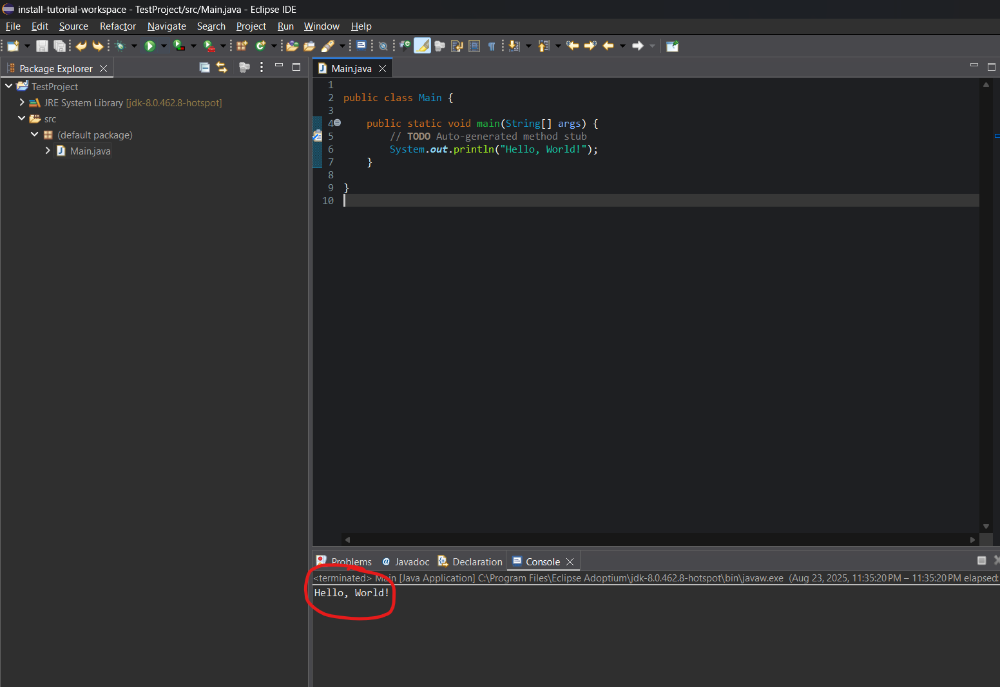 install-tutorial-workspace - TestProject/src/Main.java - Eclipse IDE
File Edit Source Refactor Navigate Search Project Run Window Help
Package Explorer
TestProject
JRE System Library [jdk-8.0.462.8-hotspot]
src
(default package)
Main.java
Main.java
1
2 public class Main {
3
4 public static void main(String[] args) {
5 // TODO Auto-generated method stub
6 System.out.println("Hello, World!");
7 }
8
9 }
10
Problems Javadoc Declaration Console
<terminated> Main [Java Application] C:\Program Files\Eclipse Adoptium\jdk-8.0.462.8-hotspot\bin\javaw.exe (Aug 23, 2025, 11:35:20 PM – 11:35:20 PM elapsed:
Hello, World!